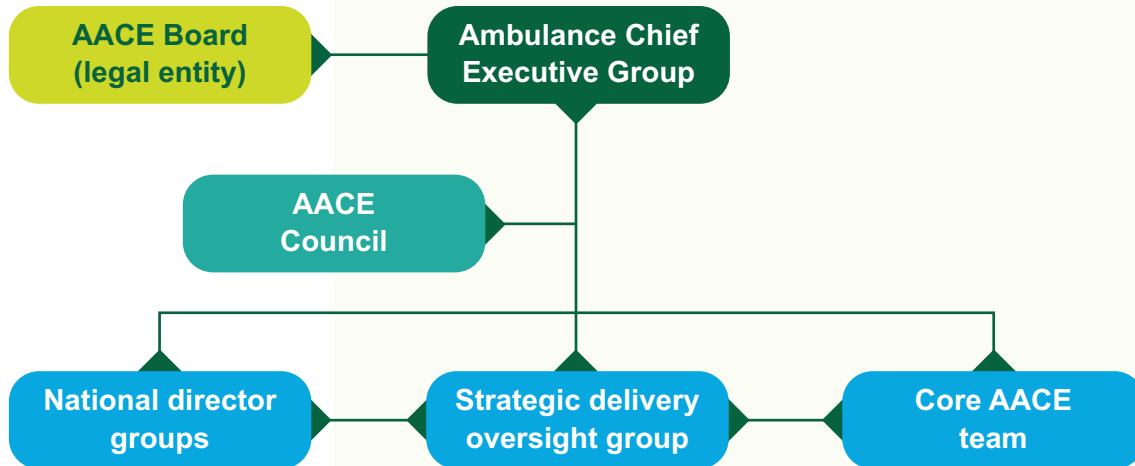 AACE Board
(legal entity)
Ambulance Chief
Executive Group
AACE
Council
National director
groups
Strategic delivery
oversight group
Core AACE
team